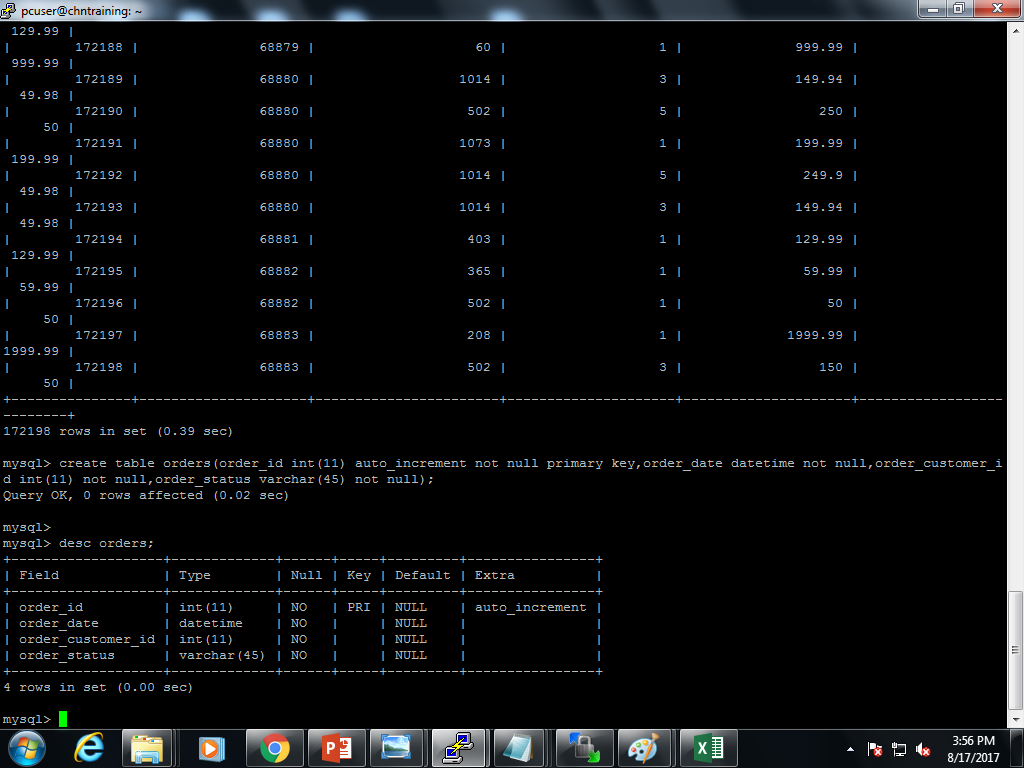 pcuser@chntraining: ~
129.99 |
| 172188 | 68879 | 60 | 1 | 999.99 |
999.99 |
| 172189 | 68880 | 1014 | 3 | 149.94 |
49.98 |
| 172190 | 68880 | 502 | 5 | 250 |
50 |
| 172191 | 68880 | 1073 | 1 | 199.99 |
199.99 |
| 172192 | 68880 | 1014 | 5 | 249.9 |
49.98 |
| 172193 | 68880 | 1014 | 3 | 149.94 |
49.98 |
| 172194 | 68881 | 403 | 1 | 129.99 |
129.99 |
| 172195 | 68882 | 365 | 1 | 59.99 |
59.99 |
| 172196 | 68882 | 502 | 1 | 50 |
50 |
| 172197 | 68883 | 208 | 1 | 1999.99 |
1999.99 |
| 172198 | 68883 | 502 | 3 | 150 |
50 |
+---------------+---------------------+-----------------------+---------------------+---------------------+------------------
--------+
172198 rows in set (0.39 sec)
mysql> create table orders(order_id int(11) auto_increment not null primary key,order_date datetime not null,order_customer_i
d int(11) not null,order_status varchar(45) not null);
Query OK, 0 rows affected (0.02 sec)
mysql>
mysql> desc orders;
+-------------------+-------------+------+-----+---------+----------------+
| Field | Type | Null | Key | Default | Extra |
+-------------------+-------------+------+-----+---------+----------------+
| order_id | int(11) | NO | PRI | NULL | auto_increment |
| order_date | datetime | NO | | NULL | |
| order_customer_id | int(11) | NO | | NULL | |
| order_status | varchar(45) | NO | | NULL | |
+-------------------+-------------+------+-----+---------+----------------+
4 rows in set (0.00 sec)
mysql>
3:56 PM
8/17/2017